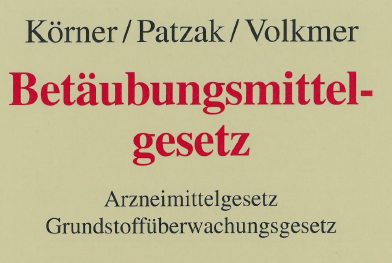 Körner / Patzak / Volkmer
Betäubungsmittel-
gesetz
Arzneimittelgesetz
Grundstoffüberwachungsgesetz